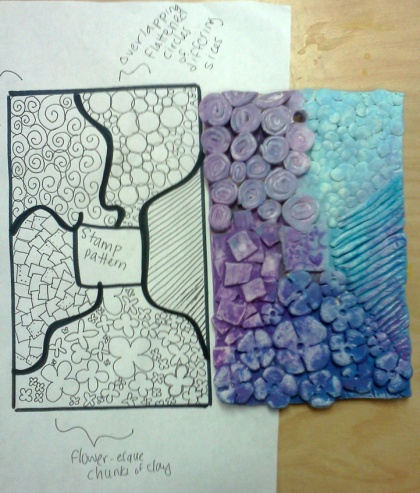 overlapping
flattened
circles
of
differing
sizes
Stamp
pattern
flower-esque
chunks of clay